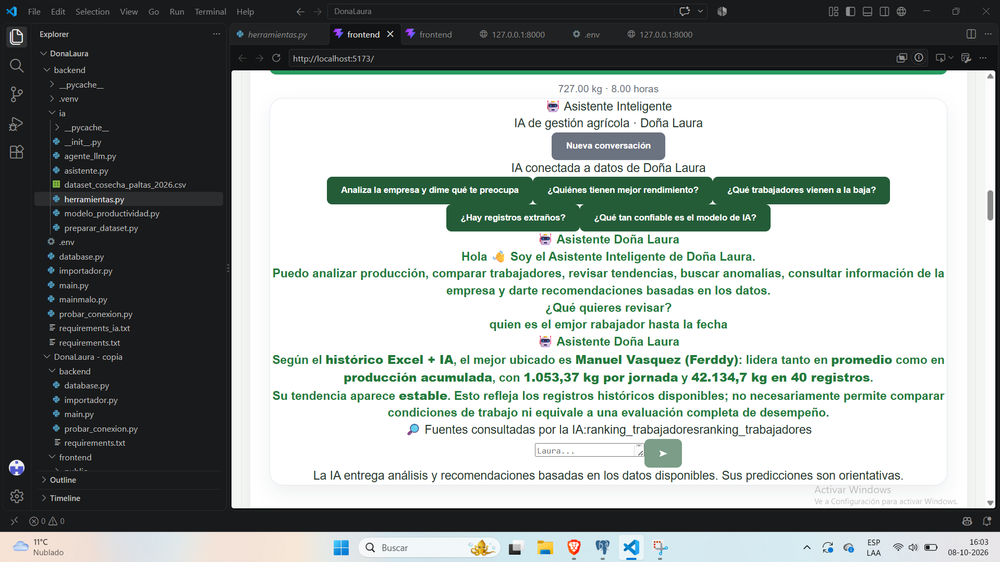 File Edit Selection View Go Run Terminal Help
DonaLaura
Explorer
herramientas.py
frontend
frontend
127.0.0.1:8000
.env
127.0.0.1:8000
http://localhost:5173/
DonaLaura
backend
__pycache__
.venv
ia
__pycache__
__init__.py
agente_llm.py
asistente.py
dataset_cosecha_paltas_2026.csv
herramientas.py
modelo_productividad.py
preparar_dataset.py
.env
database.py
importador.py
main.py
mainmalo.py
probar_conexion.py
requirements_ia.txt
requirements.txt
DonaLaura - copia
backend
database.py
importador.py
main.py
probar_conexion.py
requirements.txt
frontend
public
Outline
Timeline
727.00 kg · 8.00 horas
Asistente Inteligente
IA de gestión agrícola · Doña Laura
Nueva conversación
IA conectada a datos de Doña Laura
Analiza la empresa y dime qué te preocupa
¿Quiénes tienen mejor rendimiento?
¿Qué trabajadores vienen a la baja?
¿Hay registros extraños?
¿Qué tan confiable es el modelo de IA?
Asistente Doña Laura
Hola 👋 Soy el Asistente Inteligente de Doña Laura.
Puedo analizar producción, comparar trabajadores, revisar tendencias, buscar anomalías, consultar información de la
empresa y darte recomendaciones basadas en los datos.
¿Qué quieres revisar?
quien es el emjor rabajador hasta la fecha
Asistente Doña Laura
Según el histórico Excel + IA, el mejor ubicado es Manuel Vasquez (Ferddy): lidera tanto en promedio como en
producción acumulada, con 1.053,37 kg por jornada y 42.134,7 kg en 40 registros.
Su tendencia aparece estable. Esto refleja los registros históricos disponibles; no necesariamente permite comparar
condiciones de trabajo ni equivale a una evaluación completa de desempeño.
Fuentes consultadas por la IA:ranking_trabajadoresranking_trabajadores
Laura...
La IA entrega análisis y recomendaciones basadas en los datos disponibles. Sus predicciones son orientativas.
Activar Windows
Ve a Configuración para activar Windows.
0 0
11°C
Nublado
Buscar
ESP
LAA
16:03
08-10-2026